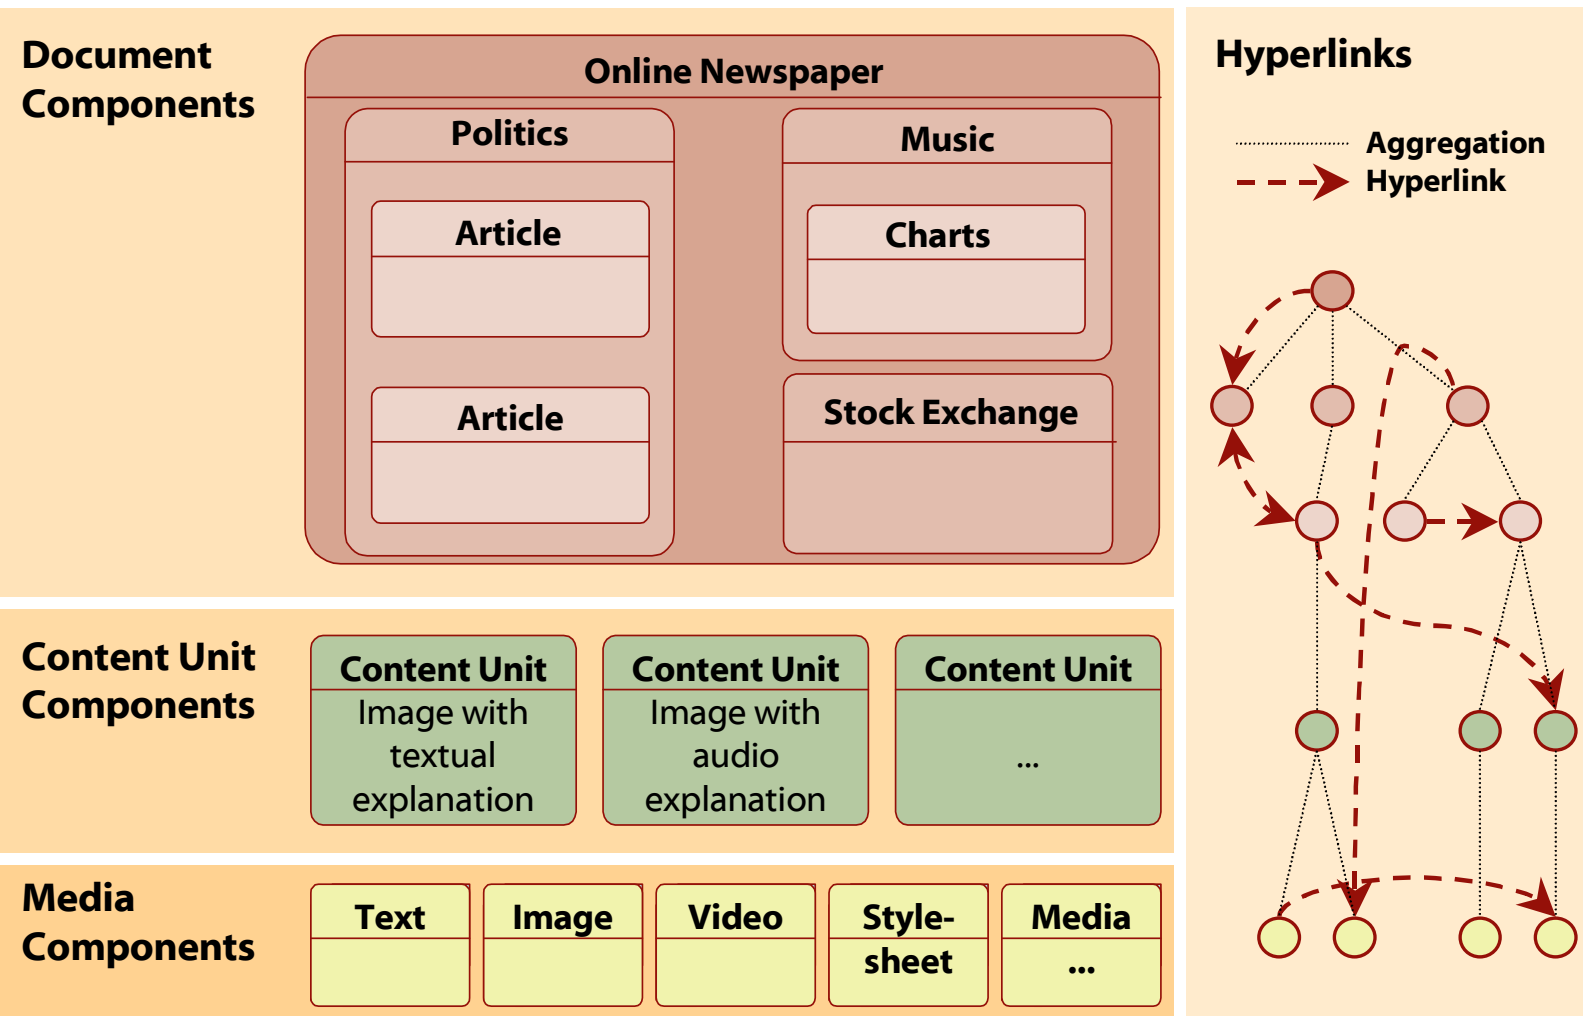 Document
Components
Online Newspaper
Politics
Music
Article
Charts
Article
Stock Exchange
Content Unit
Components
Content Unit
Image with
textual
explanation
Content Unit
Image with
audio
explanation
Content Unit
...
Media
Components
Text
Image
Video
Style-
sheet
Media
...
Hyperlinks
Aggregation
Hyperlink